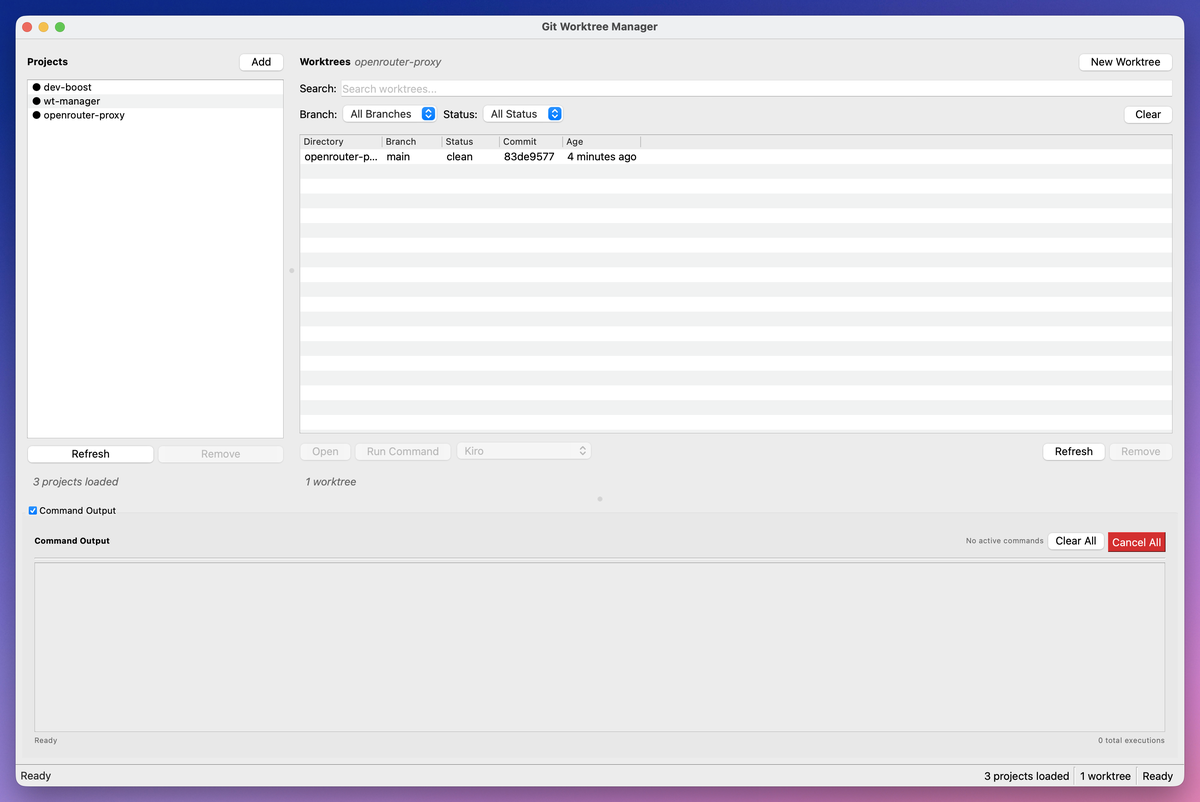 Git Worktree Manager
Projects
Add
dev-boost
wt-manager
openrouter-proxy
Refresh
Remove
3 projects loaded
Worktrees openrouter-proxy
New Worktree
Search: Search worktrees...
Branch: All Branches Status: All Status
Clear
Directory Branch Status Commit Age
openrouter-p... main clean 83de9577 4 minutes ago
Open Run Command Kiro
Refresh Remove
1 worktree
Command Output
Command Output
No active commands Clear All Cancel All
Ready
0 total executions
Ready
3 projects loaded 1 worktree Ready